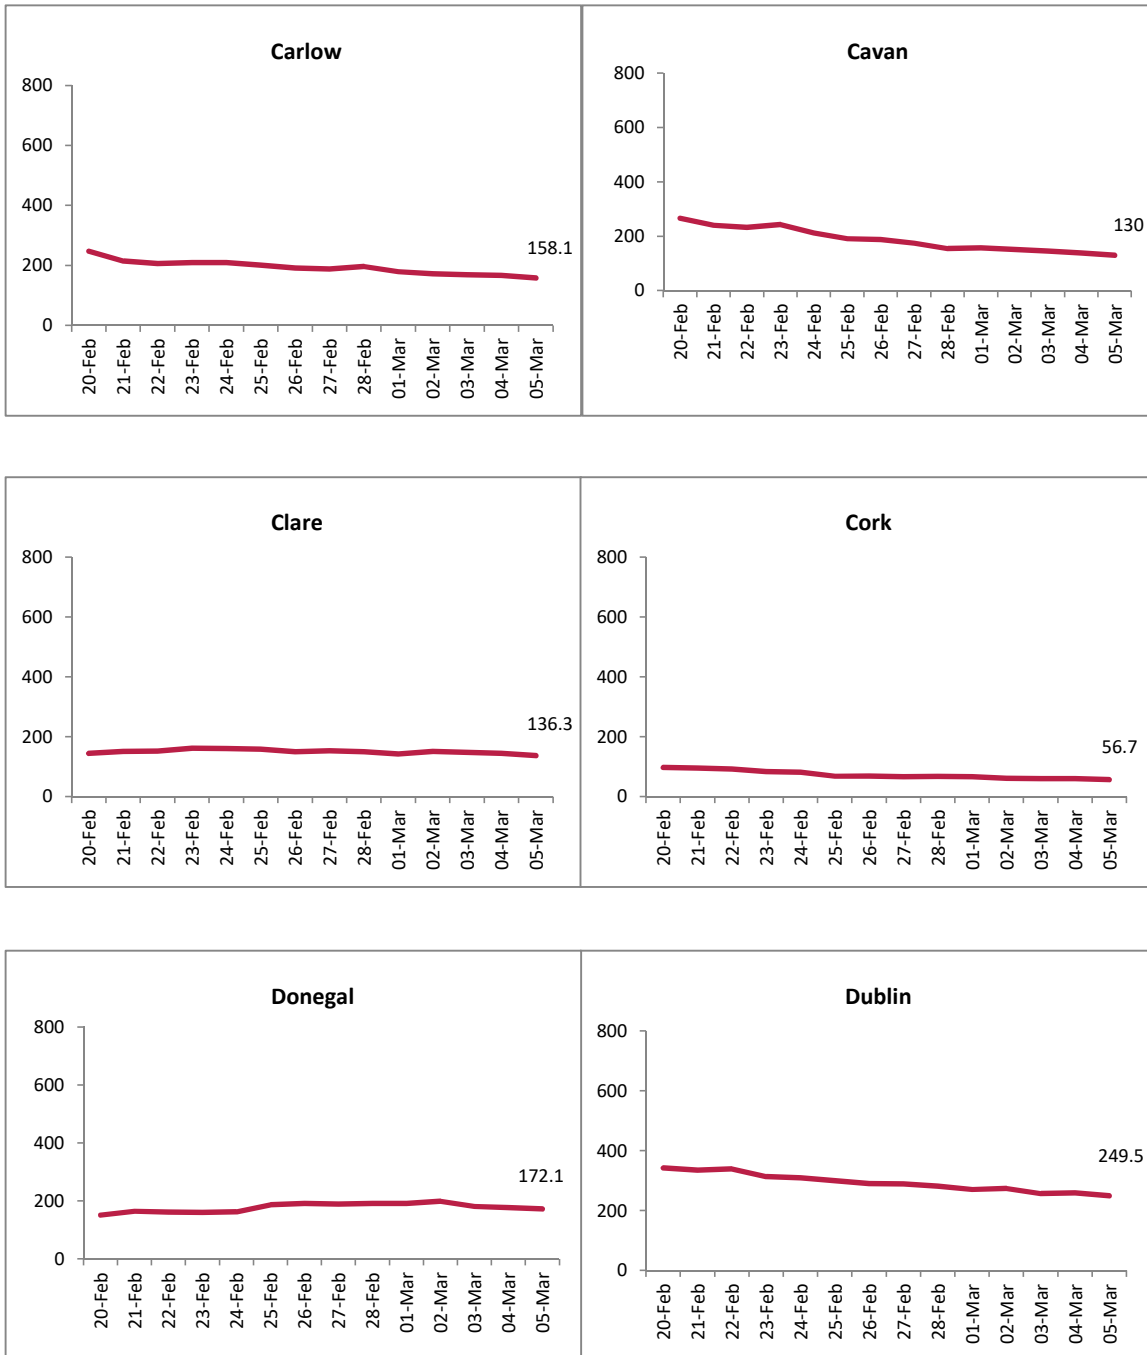 Carlow
800
600
400
200
0
158.1
20-Feb
21-Feb
22-Feb
23-Feb
24-Feb
25-Feb
26-Feb
27-Feb
28-Feb
01-Mar
02-Mar
03-Mar
04-Mar
05-Mar
Cavan
800
600
400
200
0
130
20-Feb
21-Feb
22-Feb
23-Feb
24-Feb
25-Feb
26-Feb
27-Feb
28-Feb
01-Mar
02-Mar
03-Mar
04-Mar
05-Mar
Clare
800
600
400
200
0
136.3
20-Feb
21-Feb
22-Feb
23-Feb
24-Feb
25-Feb
26-Feb
27-Feb
28-Feb
01-Mar
02-Mar
03-Mar
04-Mar
05-Mar
Cork
800
600
400
200
0
56.7
20-Feb
21-Feb
22-Feb
23-Feb
24-Feb
25-Feb
26-Feb
27-Feb
28-Feb
01-Mar
02-Mar
03-Mar
04-Mar
05-Mar
Donegal
800
600
400
200
0
172.1
20-Feb
21-Feb
22-Feb
23-Feb
24-Feb
25-Feb
26-Feb
27-Feb
28-Feb
01-Mar
02-Mar
03-Mar
04-Mar
05-Mar
Dublin
800
600
400
200
0
249.5
20-Feb
21-Feb
22-Feb
23-Feb
24-Feb
25-Feb
26-Feb
27-Feb
28-Feb
01-Mar
02-Mar
03-Mar
04-Mar
05-Mar